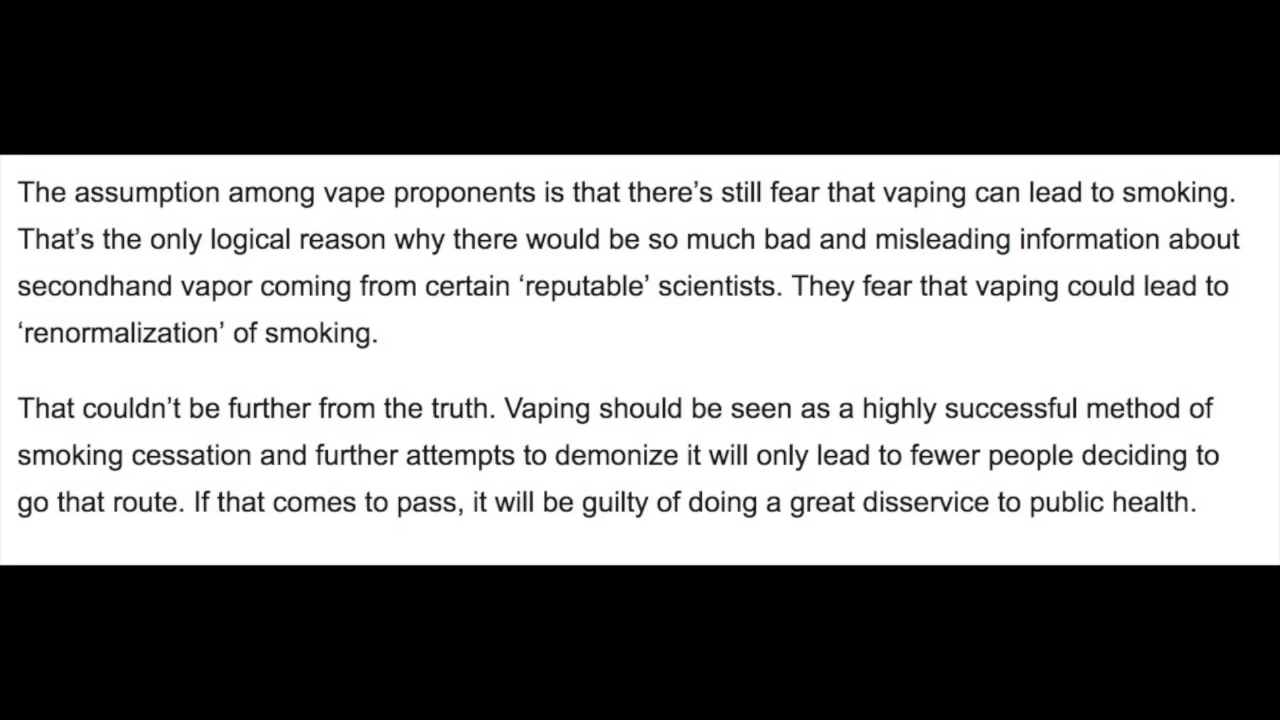 The assumption among vape proponents is that there’s still fear that vaping can lead to smoking.
That’s the only logical reason why there would be so much bad and misleading information about
secondhand vapor coming from certain ‘reputable’ scientists. They fear that vaping could lead to
‘renormalization’ of smoking.
That couldn’t be further from the truth. Vaping should be seen as a highly successful method of
smoking cessation and further attempts to demonize it will only lead to fewer people deciding to
go that route. If that comes to pass, it will be guilty of doing a great disservice to public health.